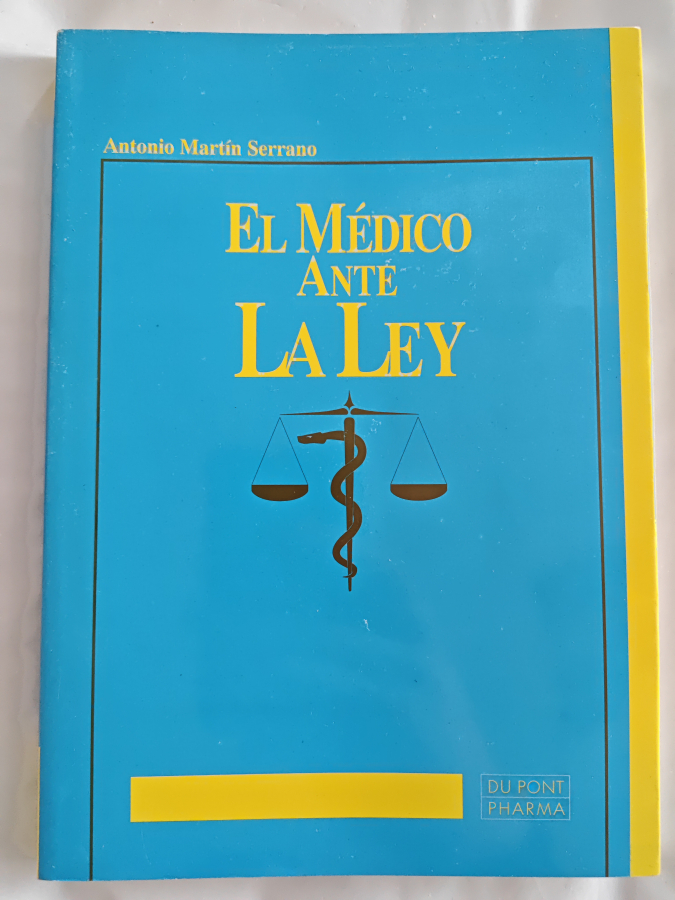 Antonio Martín Serrano
EL MÉDICO
ANTE
LA LEY
DU PONT
PHARMA